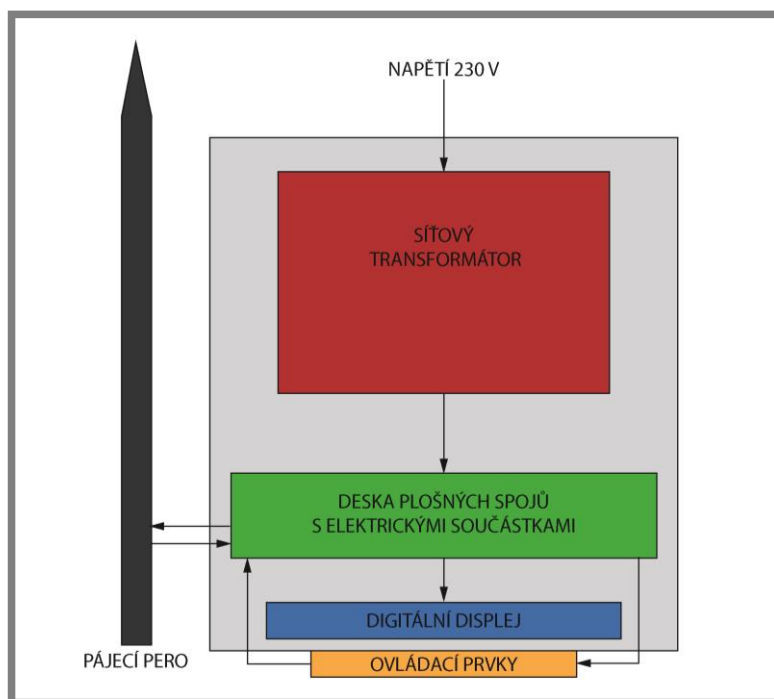 NAPĚTÍ 230 V
SÍŤOVÝ
TRANSFORMÁTOR
DESKA PLOŠNÝCH SPOJŮ
S ELEKTRICKÝMI SOUČÁSTKAMI
DIGITÁLNÍ DISPLEJ
PÁJECÍ PERO
OVLÁDACÍ PRVKY